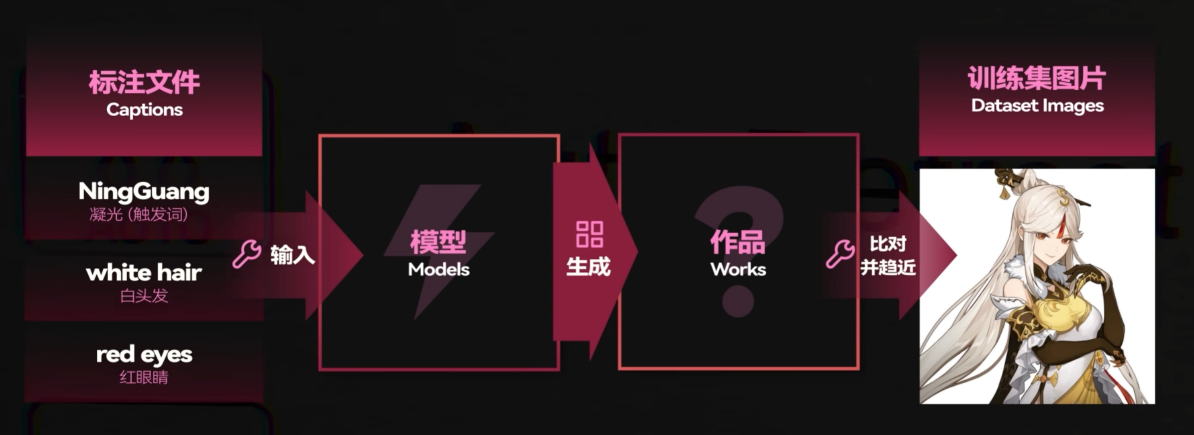 标注文件
Captions
NingGuang
凝光 (触发词)
white hair
白头发
red eyes
红眼睛
输入
模型
Models
生成
作品
Works
比对
并趋近
训练集图片
Dataset Images